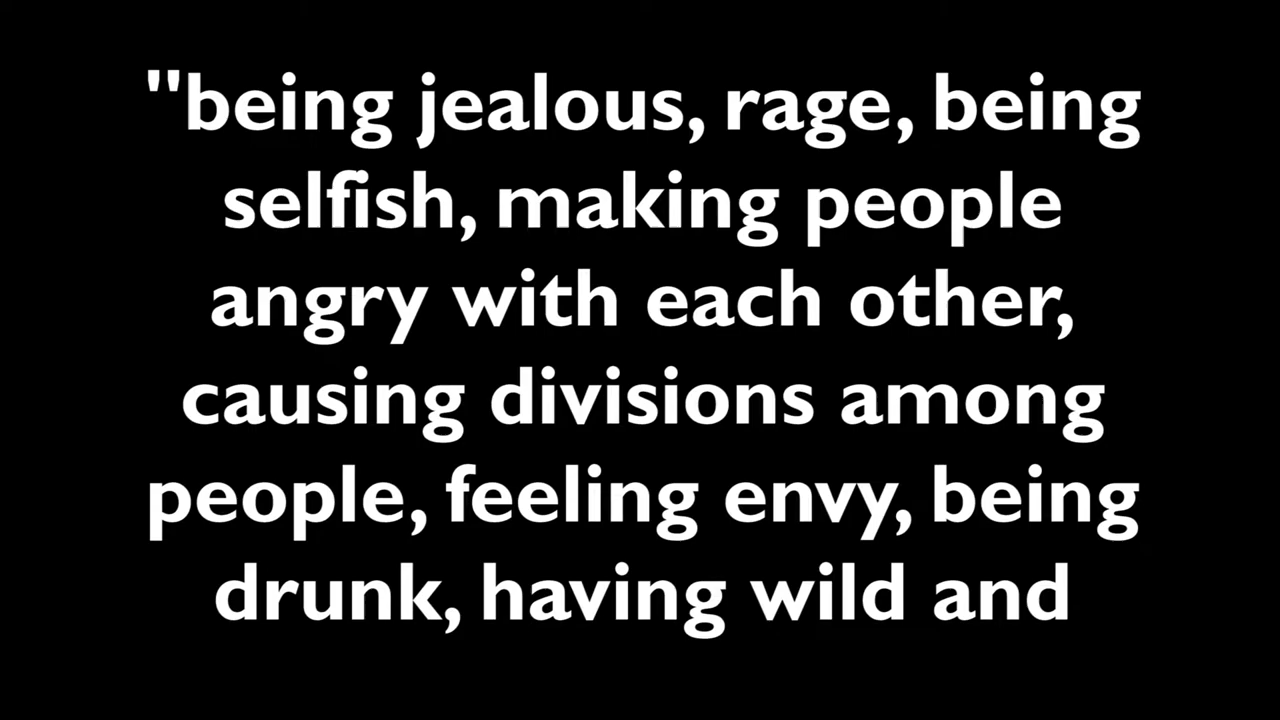 "being jealous, rage, being
selfish, making people
angry with each other,
causing divisions among
people, feeling envy, being
drunk, having wild and